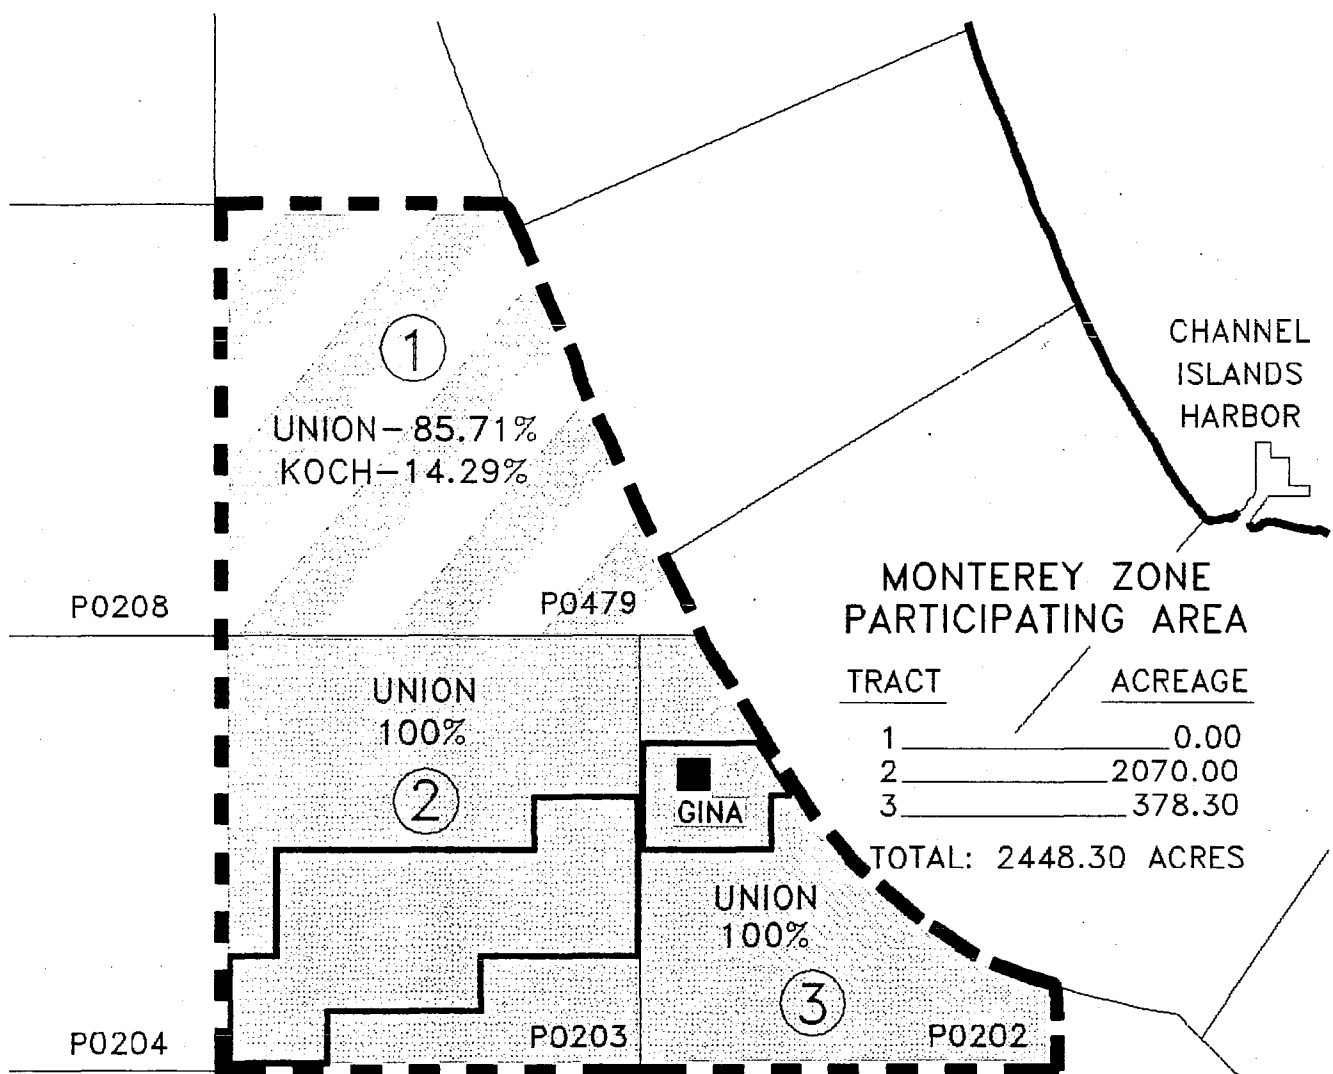 CHANNEL
ISLANDS
HARBOR
1
UNION-85.71%
KOCH-14.29%
P0208
P0479
MONTEREY ZONE
PARTICIPATING AREA
TRACT ACREAGE
1 0.00
2 2070.00
3 378.30
TOTAL: 2448.30 ACRES
UNION
100%
2
GINA
UNION
100%
3
P0204
P0203
P0202